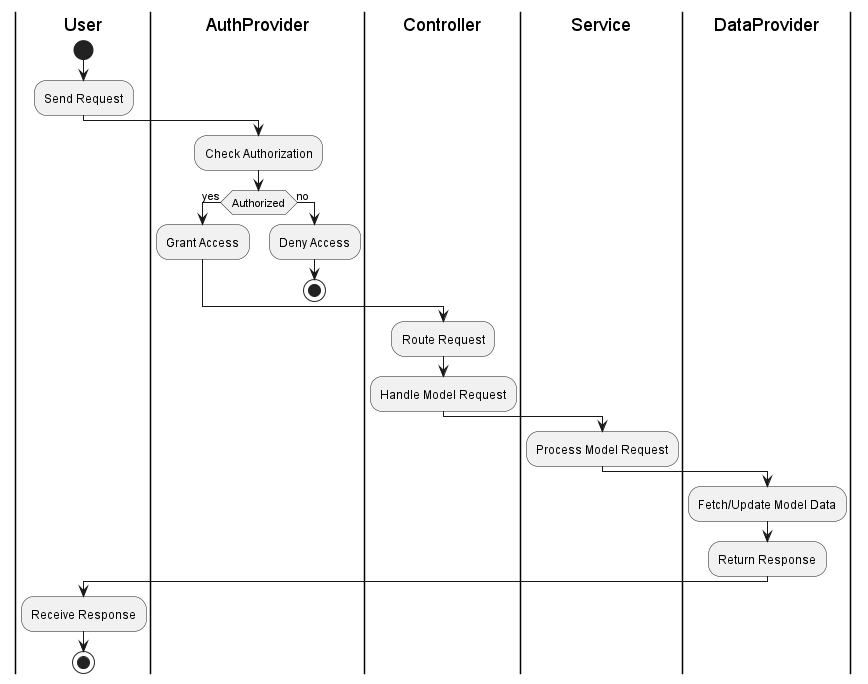 User
AuthProvider
Controller
Service
DataProvider
Send Request
Check Authorization
yes
Authorized
no
Grant Access
Deny Access
Route Request
Handle Model Request
Process Model Request
Fetch/Update Model Data
Return Response
Receive Response